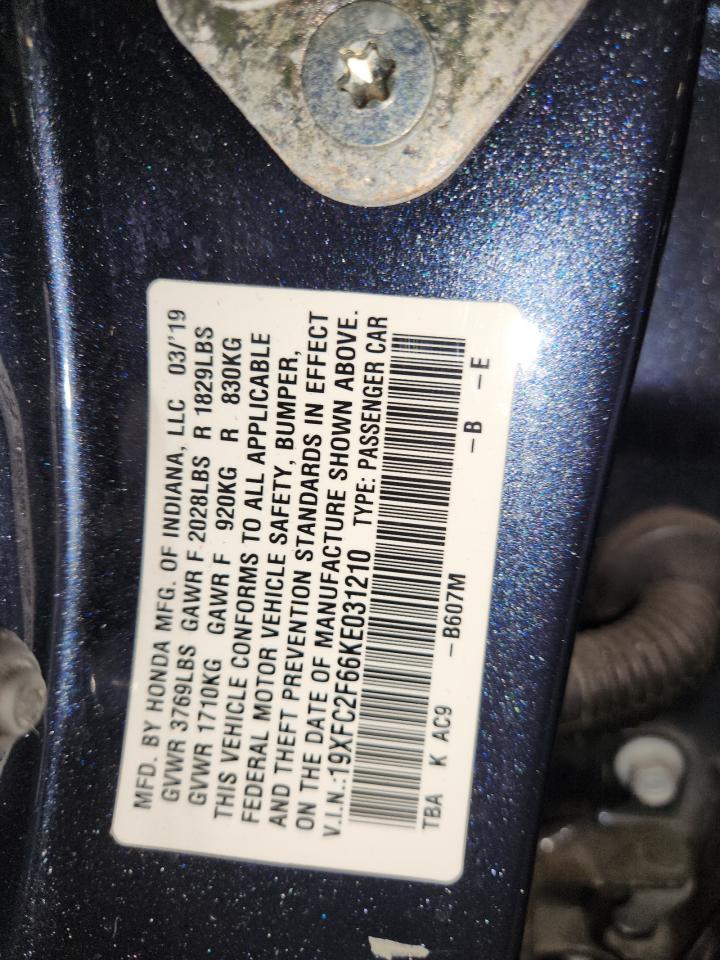 MFD. BY HONDA MFG. OF INDIANA, LLC 03/'19
GVWR 3769LBS GAWR F 2028LBS R 1829LBS
GVWR 1710KG GAWR F 920KG R 830KG
THIS VEHICLE CONFORMS TO ALL APPLICABLE
FEDERAL MOTOR VEHICLE SAFETY, BUMPER,
AND THEFT PREVENTION STANDARDS IN EFFECT
ON THE DATE OF MANUFACTURE SHOWN ABOVE.
V.I.N.:19XFC2F66KE031210 TYPE: PASSENGER CAR
TBA K AC9 -B607M -B -E